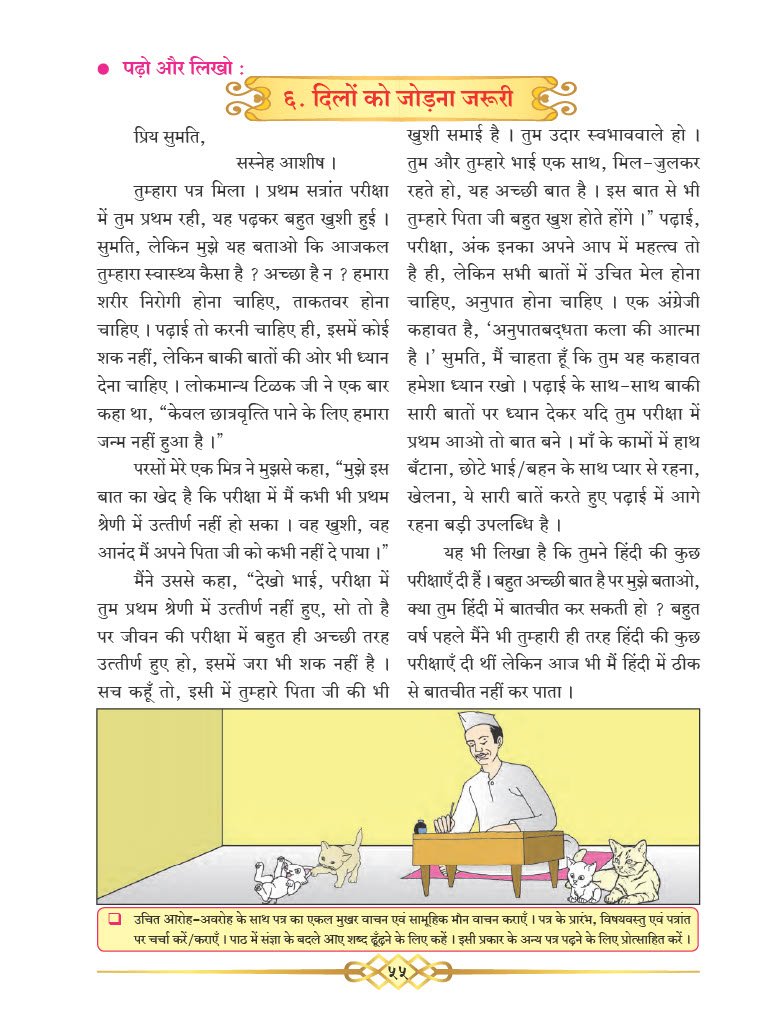 ● पढ़ो और लिखो :
६. दिलों को जोड़ना जरूरी
प्रिय सुमति,
सस्नेह आशीष ।
तुम्हारा पत्र मिला । प्रथम सत्रांत परीक्षा
में तुम प्रथम रही, यह पढ़कर बहुत खुशी हुई ।
सुमति, लेकिन मुझे यह बताओ कि आजकल
तुम्हारा स्वास्थ्य कैसा है ? अच्छा है न ? हमारा
शरीर निरोगी होना चाहिए, ताकतवर होना
चाहिए । पढ़ाई तो करनी चाहिए ही, इसमें कोई
शक नहीं, लेकिन बाकी बातों की ओर भी ध्यान
देना चाहिए । लोकमान्य टिळक जी ने एक बार
कहा था, “केवल छात्रवृत्ति पाने के लिए हमारा
जन्म नहीं हुआ है ।”
परसों मेरे एक मित्र ने मुझसे कहा, “मुझे इस
बात का खेद है कि परीक्षा में मैं कभी भी प्रथम
श्रेणी में उत्तीर्ण नहीं हो सका । वह खुशी, वह
आनंद मैं अपने पिता जी को कभी नहीं दे पाया ।”
मैंने उससे कहा, “देखो भाई, परीक्षा में
तुम प्रथम श्रेणी में उत्तीर्ण नहीं हुए, सो तो है
पर जीवन की परीक्षा में बहुत ही अच्छी तरह
उत्तीर्ण हुए हो, इसमें जरा भी शक नहीं है ।
सच कहूँ तो, इसी में तुम्हारे पिता जी की भी
खुशी समाई है । तुम उदार स्वभाववाले हो ।
तुम और तुम्हारे भाई एक साथ, मिल-जुलकर
रहते हो, यह अच्छी बात है । इस बात से भी
तुम्हारे पिता जी बहुत खुश होते होंगे ।” पढ़ाई,
परीक्षा, अंक इनका अपने आप में महत्त्व तो
है ही, लेकिन सभी बातों में उचित मेल होना
चाहिए, अनुपात होना चाहिए । एक अंग्रेजी
कहावत है, ‘अनुपातबद्धता कला की आत्मा
है ।’ सुमति, मैं चाहता हूँ कि तुम यह कहावत
हमेशा ध्यान रखो । पढ़ाई के साथ-साथ बाकी
सारी बातों पर ध्यान देकर यदि तुम परीक्षा में
प्रथम आओ तो बात बने । माँ के कामों में हाथ
बँटाना, छोटे भाई/बहन के साथ प्यार से रहना,
खेलना, ये सारी बातें करते हुए पढ़ाई में आगे
रहना बड़ी उपलब्धि है ।
यह भी लिखा है कि तुमने हिंदी की कुछ
परीक्षाएँ दी हैं । बहुत अच्छी बात है पर मुझे बताओ,
क्या तुम हिंदी में बातचीत कर सकती हो ? बहुत
वर्ष पहले मैंने भी तुम्हारी ही तरह हिंदी की कुछ
परीक्षाएँ दी थीं लेकिन आज भी मैं हिंदी में ठीक
से बातचीत नहीं कर पाता ।
❑ उचित आरोह-अवरोह के साथ पत्र का एकल मुखर वाचन एवं सामूहिक मौन वाचन कराएँ । पत्र के प्रारंभ, विषयवस्तु एवं पत्रांत
पर चर्चा करें/कराएँ । पाठ में संज्ञा के बदले आए शब्द ढूँढ़ने के लिए कहें । इसी प्रकार के अन्य पत्र पढ़ने के लिए प्रोत्साहित करें ।
५५